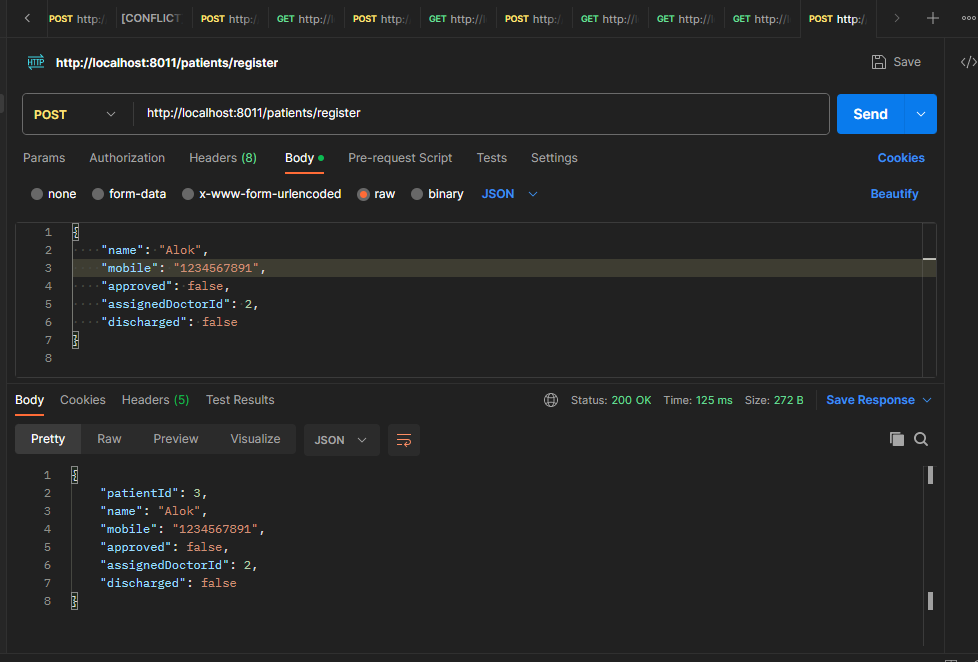 POST http:/ [CONFLICT POST http:/ GET http://l POST http:/ GET http://l POST http:/ GET http://l GET http://l GET http://l POST http:/
HTTP http://localhost:8011/patients/register Save </>
POST http://localhost:8011/patients/register Send
Params Authorization Headers (8) Body Pre-request Script Tests Settings Cookies
none form-data x-www-form-urlencoded raw binary JSON Beautify
1 {
2 "name": "Alok",
3 "mobile": "1234567891",
4 "approved": false,
5 "assignedDoctorId": 2,
6 "discharged": false
7 }
8
Body Cookies Headers (5) Test Results Status: 200 OK Time: 125 ms Size: 272 B Save Response
Pretty Raw Preview Visualize JSON
1 {
2 "patientId": 3,
3 "name": "Alok",
4 "mobile": "1234567891",
5 "approved": false,
6 "assignedDoctorId": 2,
7 "discharged": false
8 }